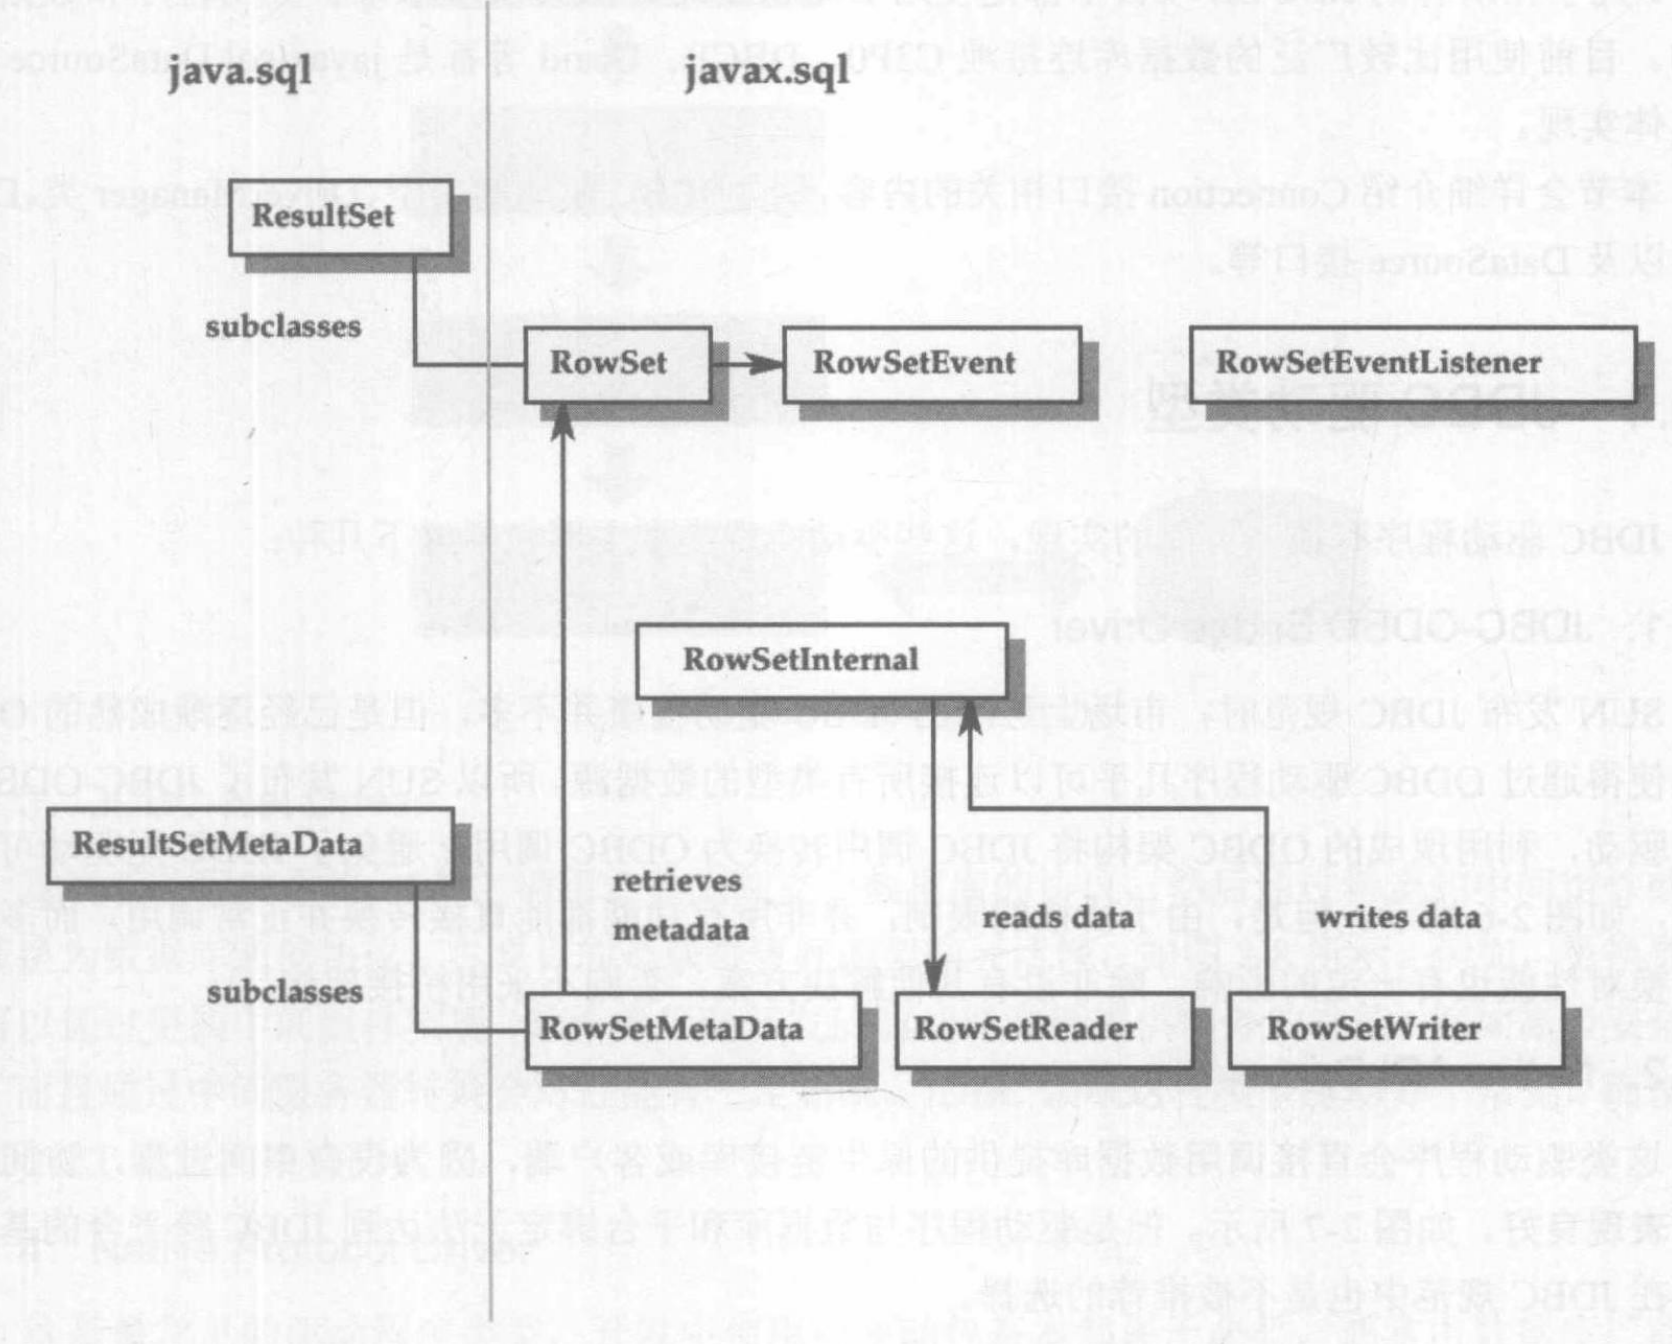 java.sql
javax.sql
ResultSet
subclasses
RowSet
RowSetEvent
RowSetEventListener
RowSetInternal
ResultSetMetaData
retrieves
metadata
reads data
writes data
subclasses
RowSetMetaData
RowSetReader
RowSetWriter